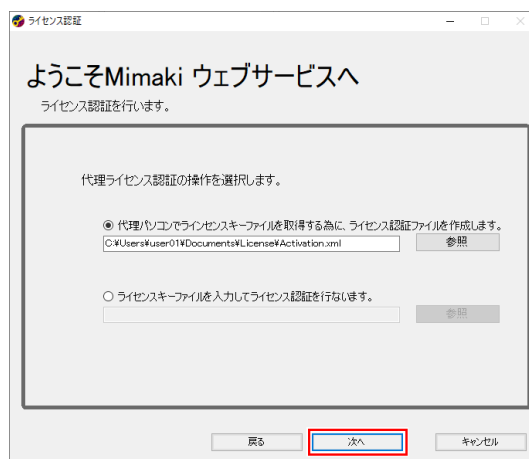 ライセンス認証
ようこそMimaki ウェブサービスへ
ライセンス認証を行います。
代理ライセンス認証の操作を選択します。
代理パソコンでラインセンスキーファイルを取得する為に、ライセンス認証ファイルを作成します。
C:¥Users¥user01¥Documents¥License¥Activation.xml 参照
ライセンスキーファイルを入力してライセンス認証を行ないます。
参照
戻る 次へ キャンセル